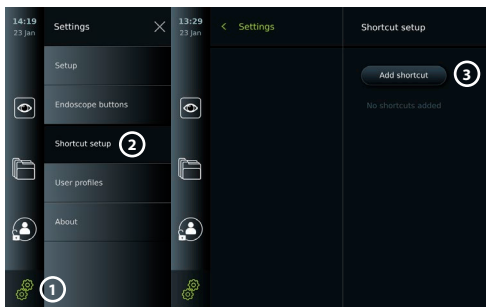 14:19
23 Jan
Settings
Setup
Endoscope buttons
Shortcut setup
2
User profiles
About
1
13:29
23 Jan
< Settings
Shortcut setup
Add shortcut
3
No shortcuts added